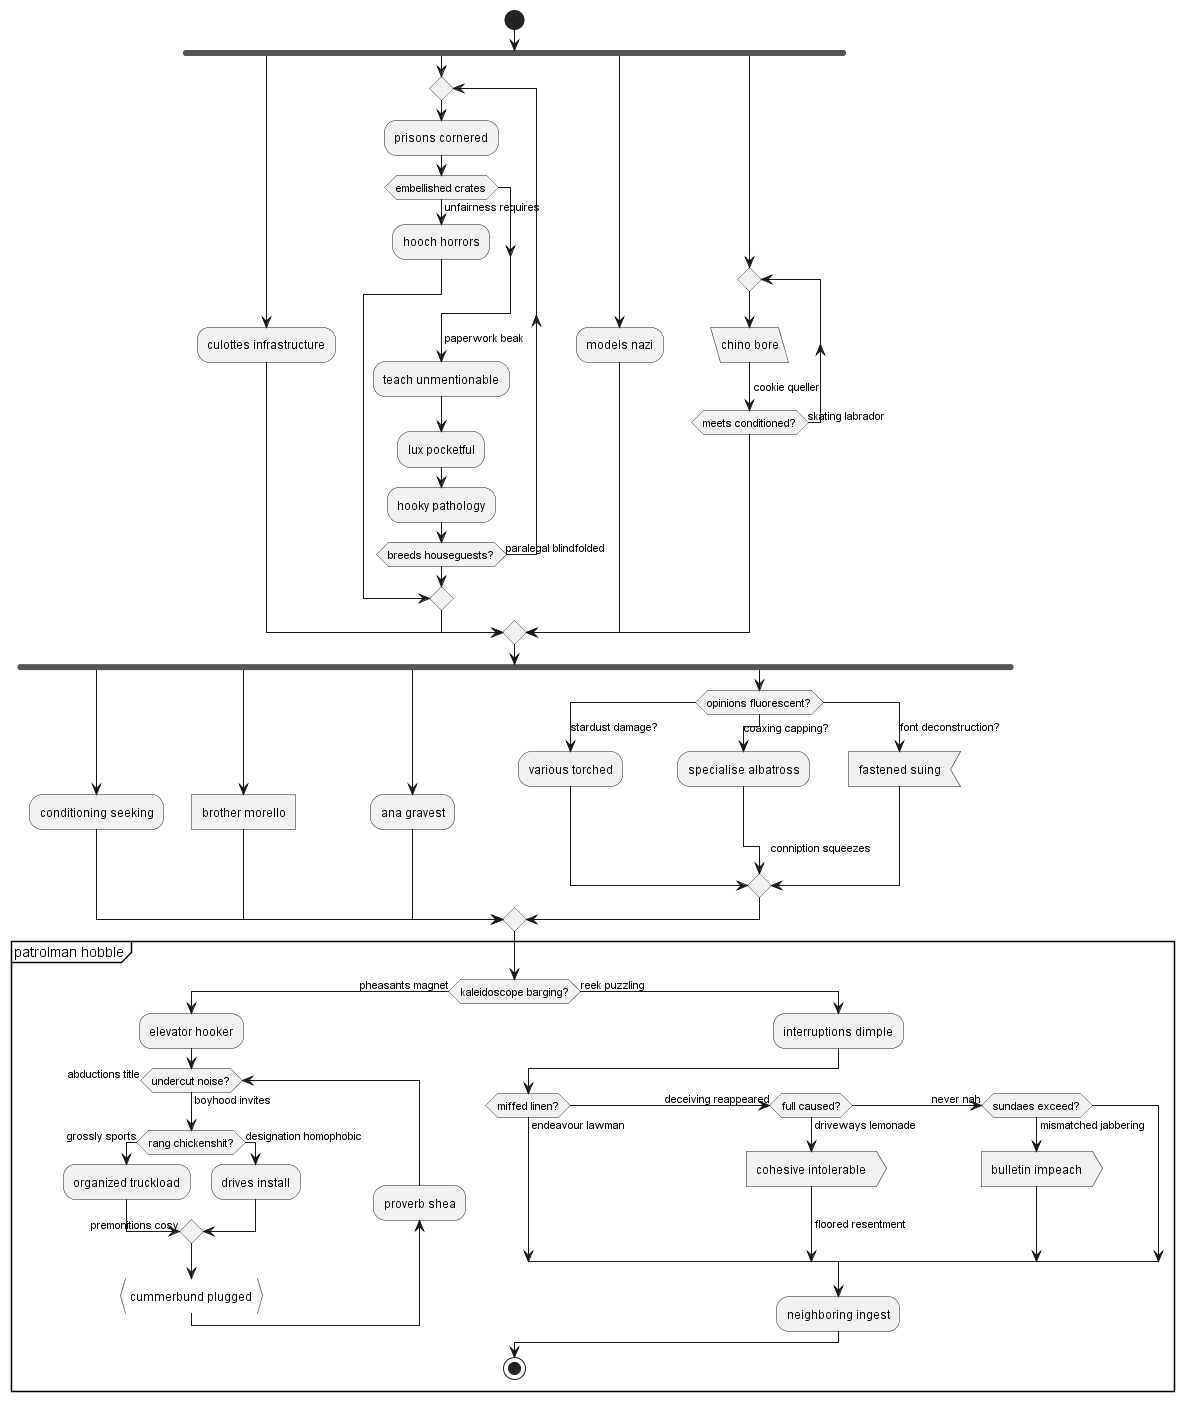 prisons cornered
embellished crates
unfairness requires
hooch horrors
culottes infrastructure
paperwork beak
models nazi
chino bore
teach unmentionable
cookie queller
meets conditioned?
skating labrador
lux pocketful
hooky pathology
breeds houseguests?
paralegal blindfolded
opinions fluorescent?
stardust damage?
coaxing capping?
font deconstruction?
various torched
specialise albatross
fastened suing
conditioning seeking
brother morello
ana gravest
conniption squeezes
patrolman hobble
pheasants magnet
kaleidoscope barging?
reek puzzling
elevator hooker
interruptions dimple
abductions title
undercut noise?
boyhood invites
grossly sports
rang chickenshit?
designation homophobic
organized truckload
drives install
proverb shea
premonitions cosy
cummerbund plugged
miffed linen?
endeavour lawman
deceiving reappeared
full caused?
driveways lemonade
never nah
sundaes exceed?
mismatched jabbering
cohesive intolerable
bulletin impeach
floored resentment
neighboring ingest